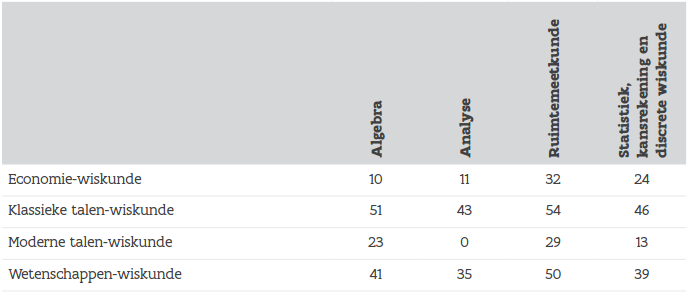 Algebra
Analyse
Ruimtemeetkunde
Statistiek,
kansrekening en
discrete wiskunde
Economie-wiskunde 10 11 32 24
Klassieke talen-wiskunde 51 43 54 46
Moderne talen-wiskunde 23 0 29 13
Wetenschappen-wiskunde 41 35 50 39